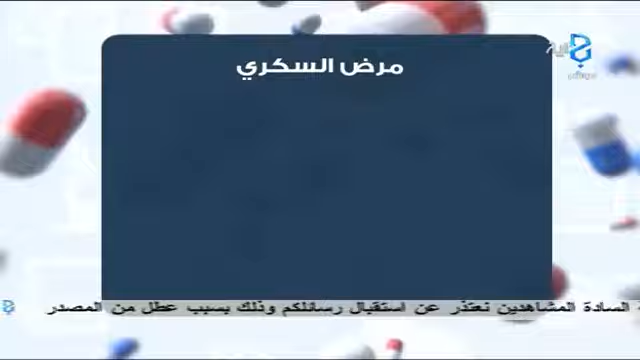 مرض السكري
السادة المشاهدين نعتذر عن استقبال رسائلكم وذلك بسبب عطل من المصدر